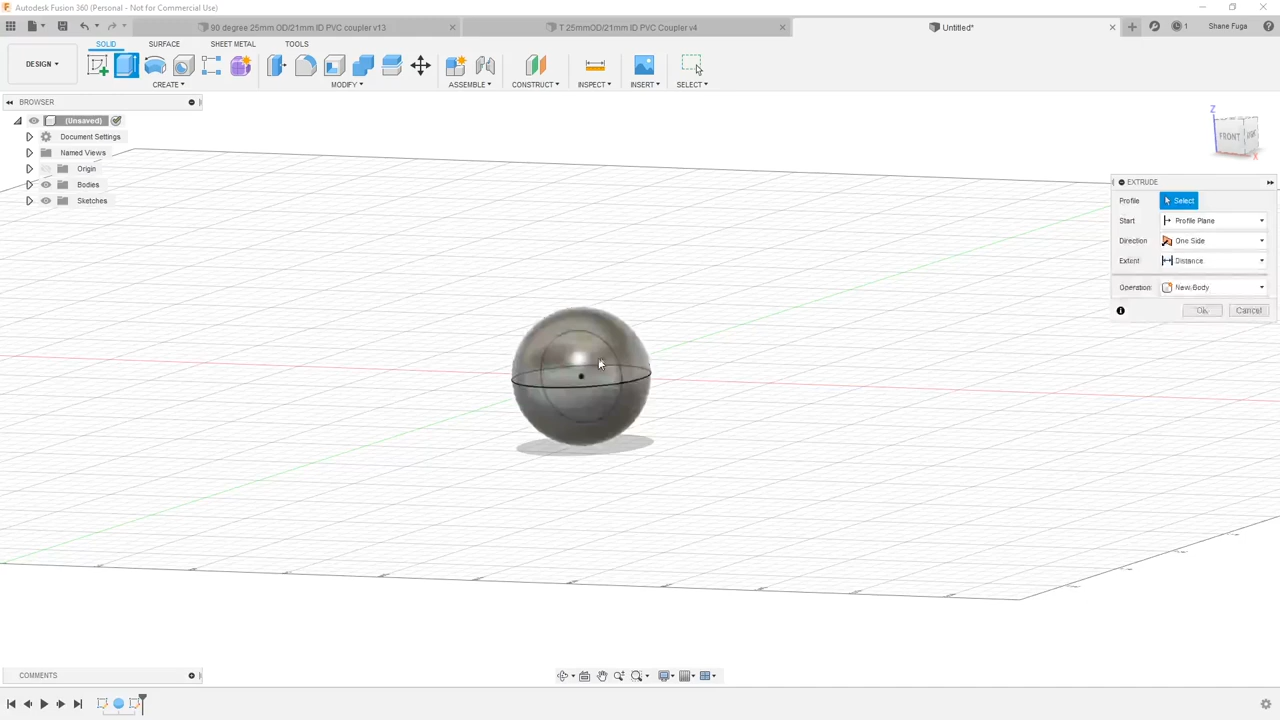 Autodesk Fusion 360 (Personal - Not for Commercial Use)
90 degree 25mm OD/21mm ID PVC coupler v13
T 25mmOD/21mm ID PVC Coupler v4
Untitled*
1
Shane Fuga
SOLID
SURFACE
SHEET METAL
TOOLS
DESIGN
CREATE
MODIFY
ASSEMBLE
CONSTRUCT
INSPECT
INSERT
SELECT
BROWSER
(Unsaved)
Document Settings
Named Views
Origin
Bodies
Sketches
Z
FRONT
X
EXTRUDE
Profile
Select
Start
Profile Plane
Direction
One Side
Extent
Distance
Operation
New Body
OK
Cancel
COMMENTS